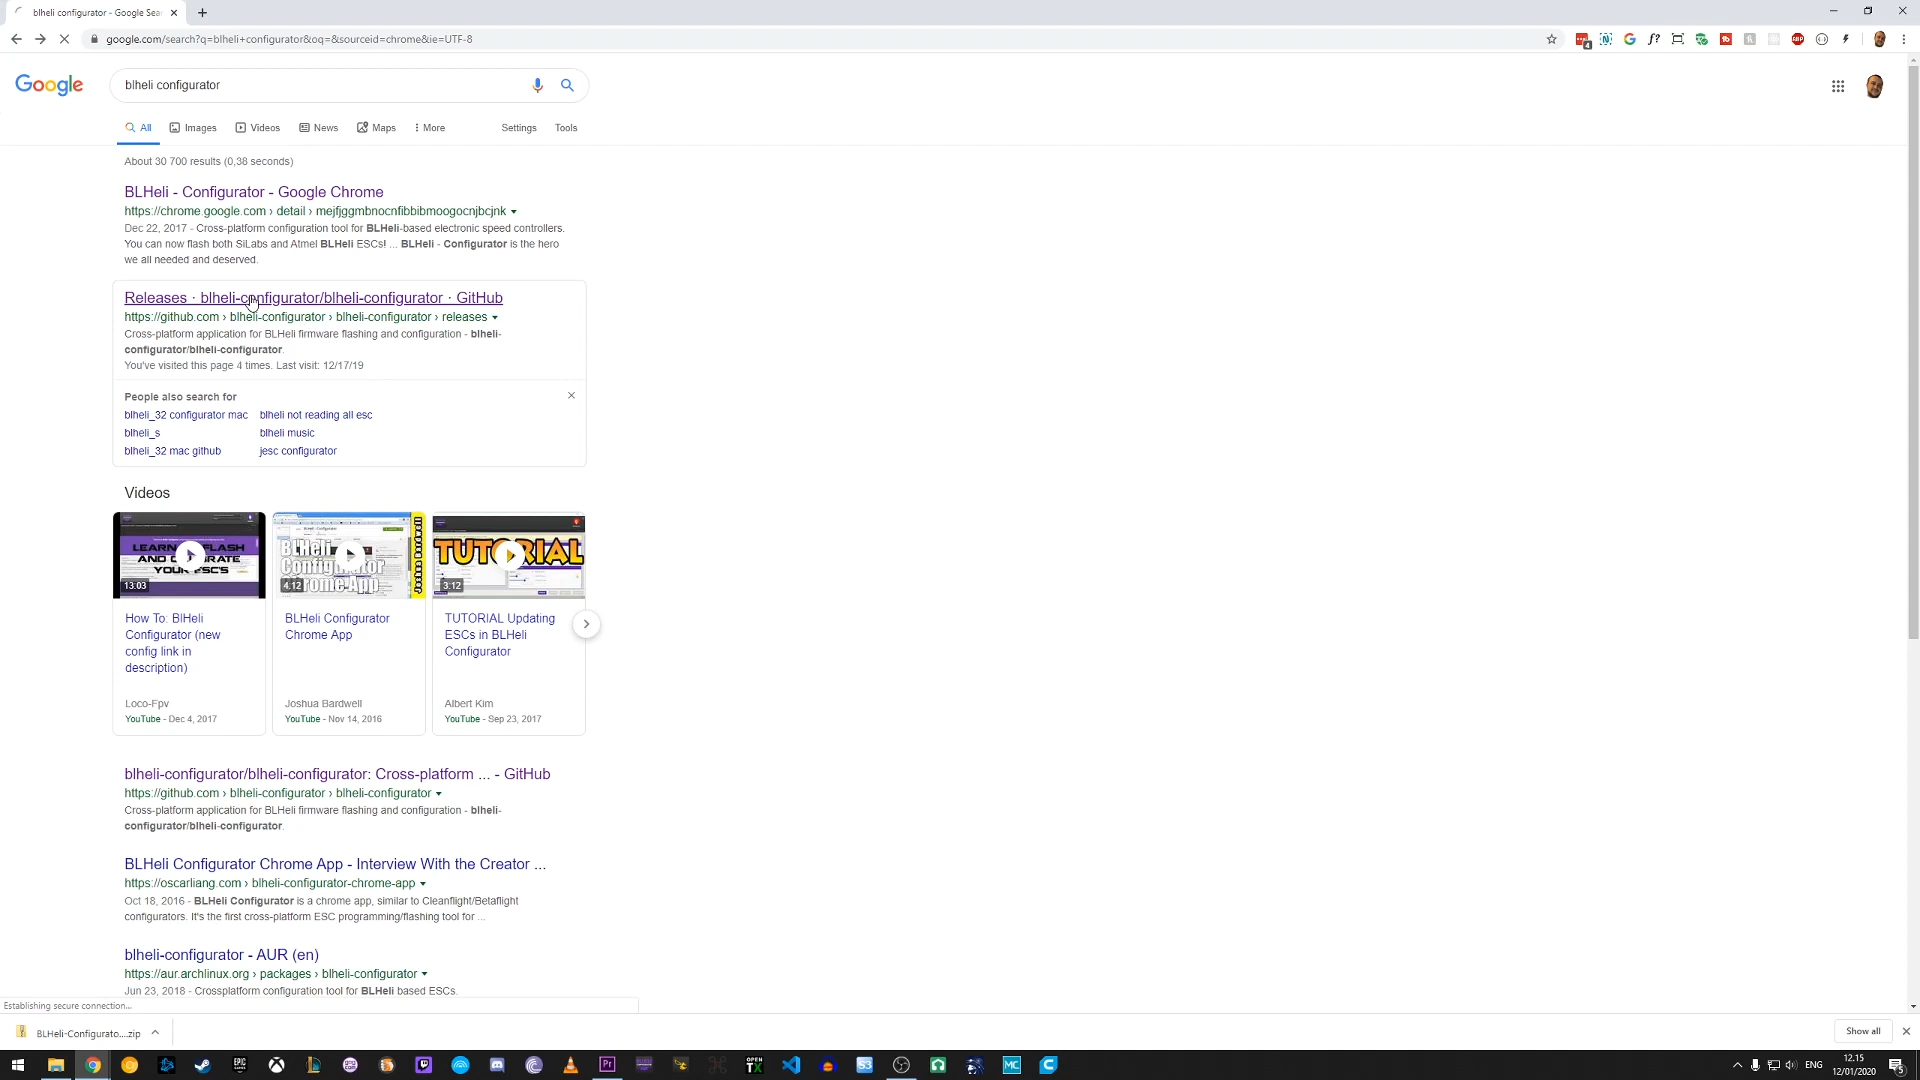 blheli configurator - Google Sear
google.com/search?q=blheli+configurator&oq=&sourceid=chrome&ie=UTF-8
Google
blheli configurator
All
Images
Videos
News
Maps
More
Settings
Tools
About 30 700 results (0,38 seconds)
BLHeli - Configurator - Google Chrome
https://chrome.google.com › detail › mejfjggmbnocnfibbibmoogocnjbcjnk
Dec 22, 2017 - Cross-platform configuration tool for BLHeli-based electronic speed controllers.
You can now flash both SiLabs and Atmel BLHeli ESCs! ... BLHeli - Configurator is the hero
we all needed and deserved.
Releases · blheli-configurator/blheli-configurator · GitHub
https://github.com › blheli-configurator › blheli-configurator › releases
Cross-platform application for BLHeli firmware flashing and configuration - blheli-
configurator/blheli-configurator.
You've visited this page 4 times. Last visit: 12/17/19
People also search for
blheli_32 configurator mac
blheli not reading all esc
blheli_s
blheli music
blheli_32 mac github
jesc configurator
Videos
LEARN
FLASH
AND
YOUR ESC'S
13:03
BLHeli
Configurator
Chrome App
Joshua Bardwell
4:12
TUTORIAL
3:12
How To: BlHeli
Configurator (new
config link in
description)
Loco-Fpv
YouTube - Dec 4, 2017
BLHeli Configurator
Chrome App
Joshua Bardwell
YouTube - Nov 14, 2016
TUTORIAL Updating
ESCs in BLHeli
Configurator
Albert Kim
YouTube - Sep 23, 2017
blheli-configurator/blheli-configurator: Cross-platform ... - GitHub
https://github.com › blheli-configurator › blheli-configurator
Cross-platform application for BLHeli firmware flashing and configuration - blheli-
configurator/blheli-configurator.
BLHeli Configurator Chrome App - Interview With the Creator ...
https://oscarliang.com › blheli-configurator-chrome-app
Oct 18, 2016 - BLHeli Configurator is a chrome app, similar to Cleanflight/Betaflight
configurators. It's the first cross-platform ESC programming/flashing tool for ...
blheli-configurator - AUR (en)
https://aur.archlinux.org › packages › blheli-configurator
Jun 23, 2018 - Crossplatform configuration tool for BLHeli based ESCs.
Establishing secure connection...
BLHeli-Configurato....zip
Show all
ENG
12.15
12/01/2020